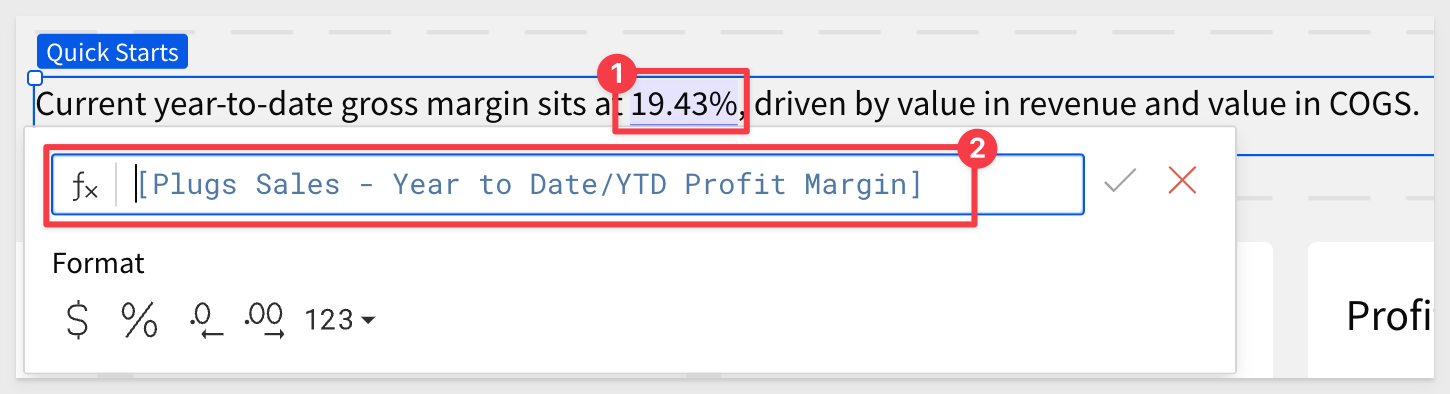 Quick Starts
1
Current year-to-date gross margin sits at 19.43%, driven by value in revenue and value in COGS.
2
fx [Plugs Sales - Year to Date/YTD Profit Margin]
Format
$ % .0 .00 123
Profi